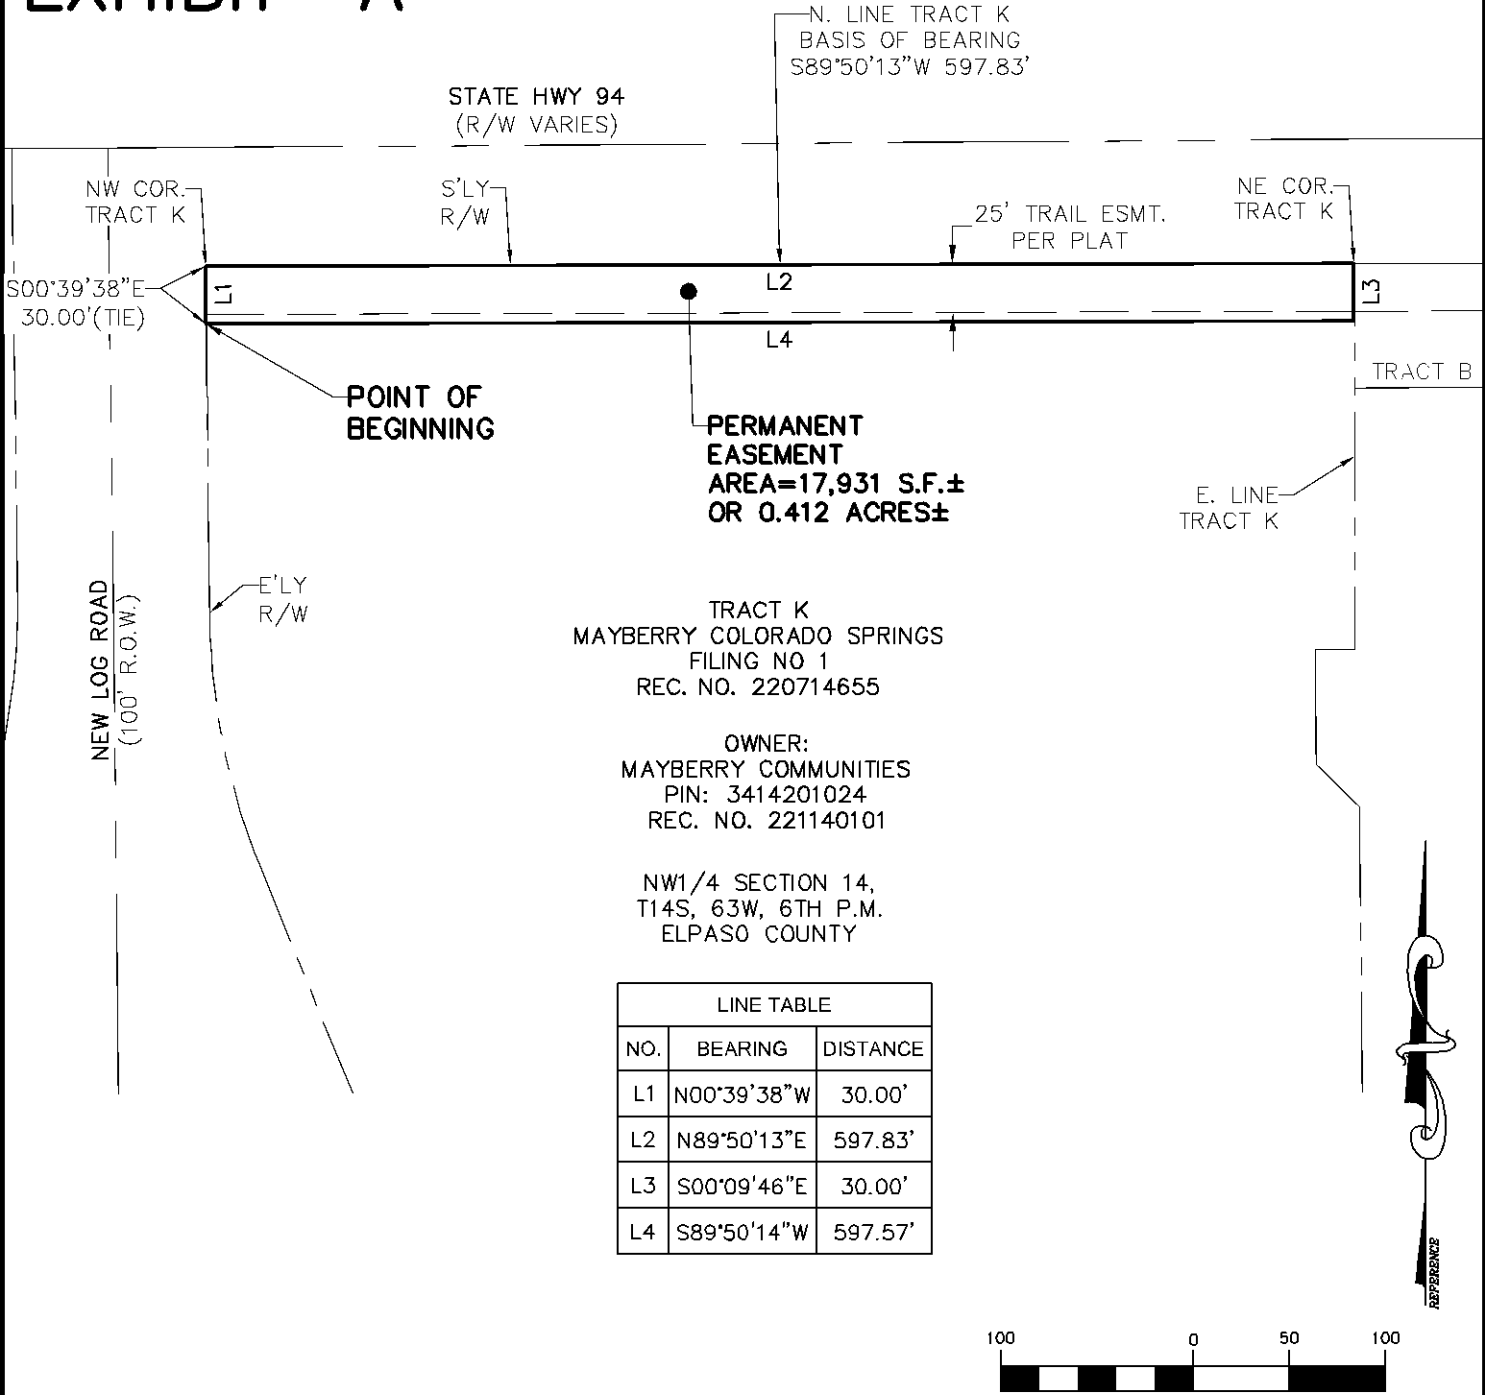 EXHIBIT "A"
N. LINE TRACT K
BASIS OF BEARING
S89°50'13"W 597.83'
STATE HWY 94
(R/W VARIES)
NW COR.
TRACT K
S'LY
R/W
25' TRAIL ESMT.
PER PLAT
NE COR.
TRACT K
S00°39'38"E
30.00'(TIE)
L1
L2
L3
L4
TRACT B
POINT OF
BEGINNING
PERMANENT
EASEMENT
AREA=17,931 S.F.±
OR 0.412 ACRES±
E. LINE
TRACT K
E'LY
R/W
NEW LOG ROAD
(100' R.O.W.)
TRACT K
MAYBERRY COLORADO SPRINGS
FILING NO 1
REC. NO. 220714655
OWNER:
MAYBERRY COMMUNITIES
PIN: 3414201024
REC. NO. 221140101
NW1/4 SECTION 14,
T14S, 63W, 6TH P.M.
ELPASO COUNTY
LINE TABLE
NO. BEARING DISTANCE
L1 N00°39'38"W 30.00'
L2 N89°50'13"E 597.83'
L3 S00°09'46"E 30.00'
L4 S89°50'14"W 597.57'
REFERENCE
100 0 50 100